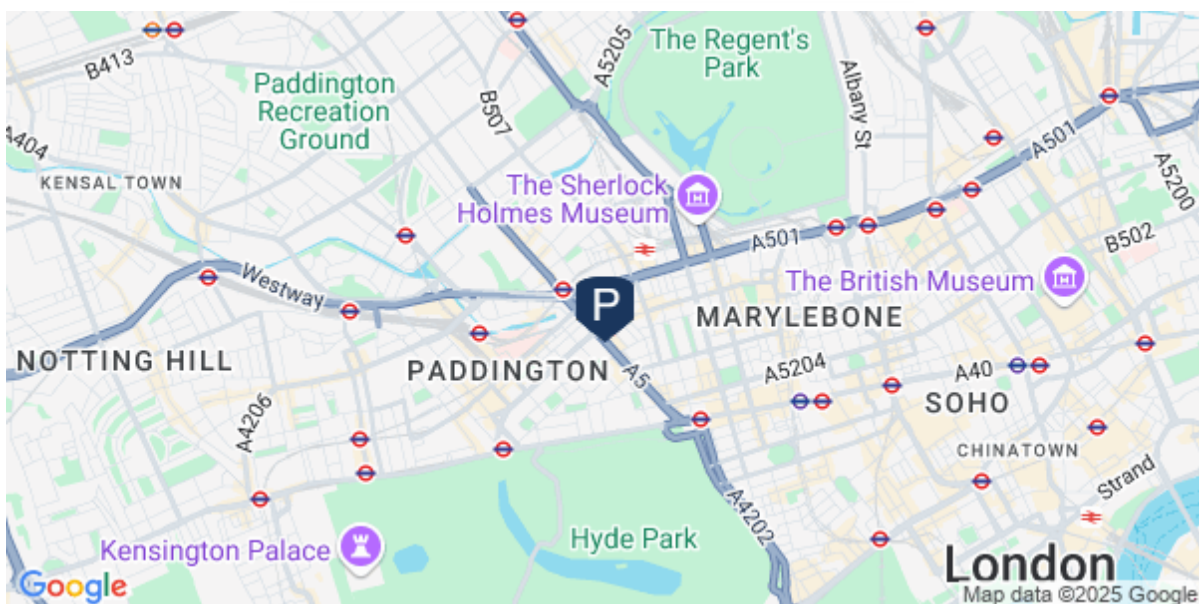 The Regent's
Park
B413
A5205
Albany St
Paddington
Recreation
Ground
B507
A404
A501
KENSAL TOWN
A5200
The Sherlock
Holmes Museum
A501
B502
Westway
The British Museum
P
MARYLEBONE
NOTTING HILL
PADDINGTON
A5
A5204
A40
SOHO
A4206
CHINATOWN
Strand
A4202
Kensington Palace
Hyde Park
London
Google
Map data ©2025 Google